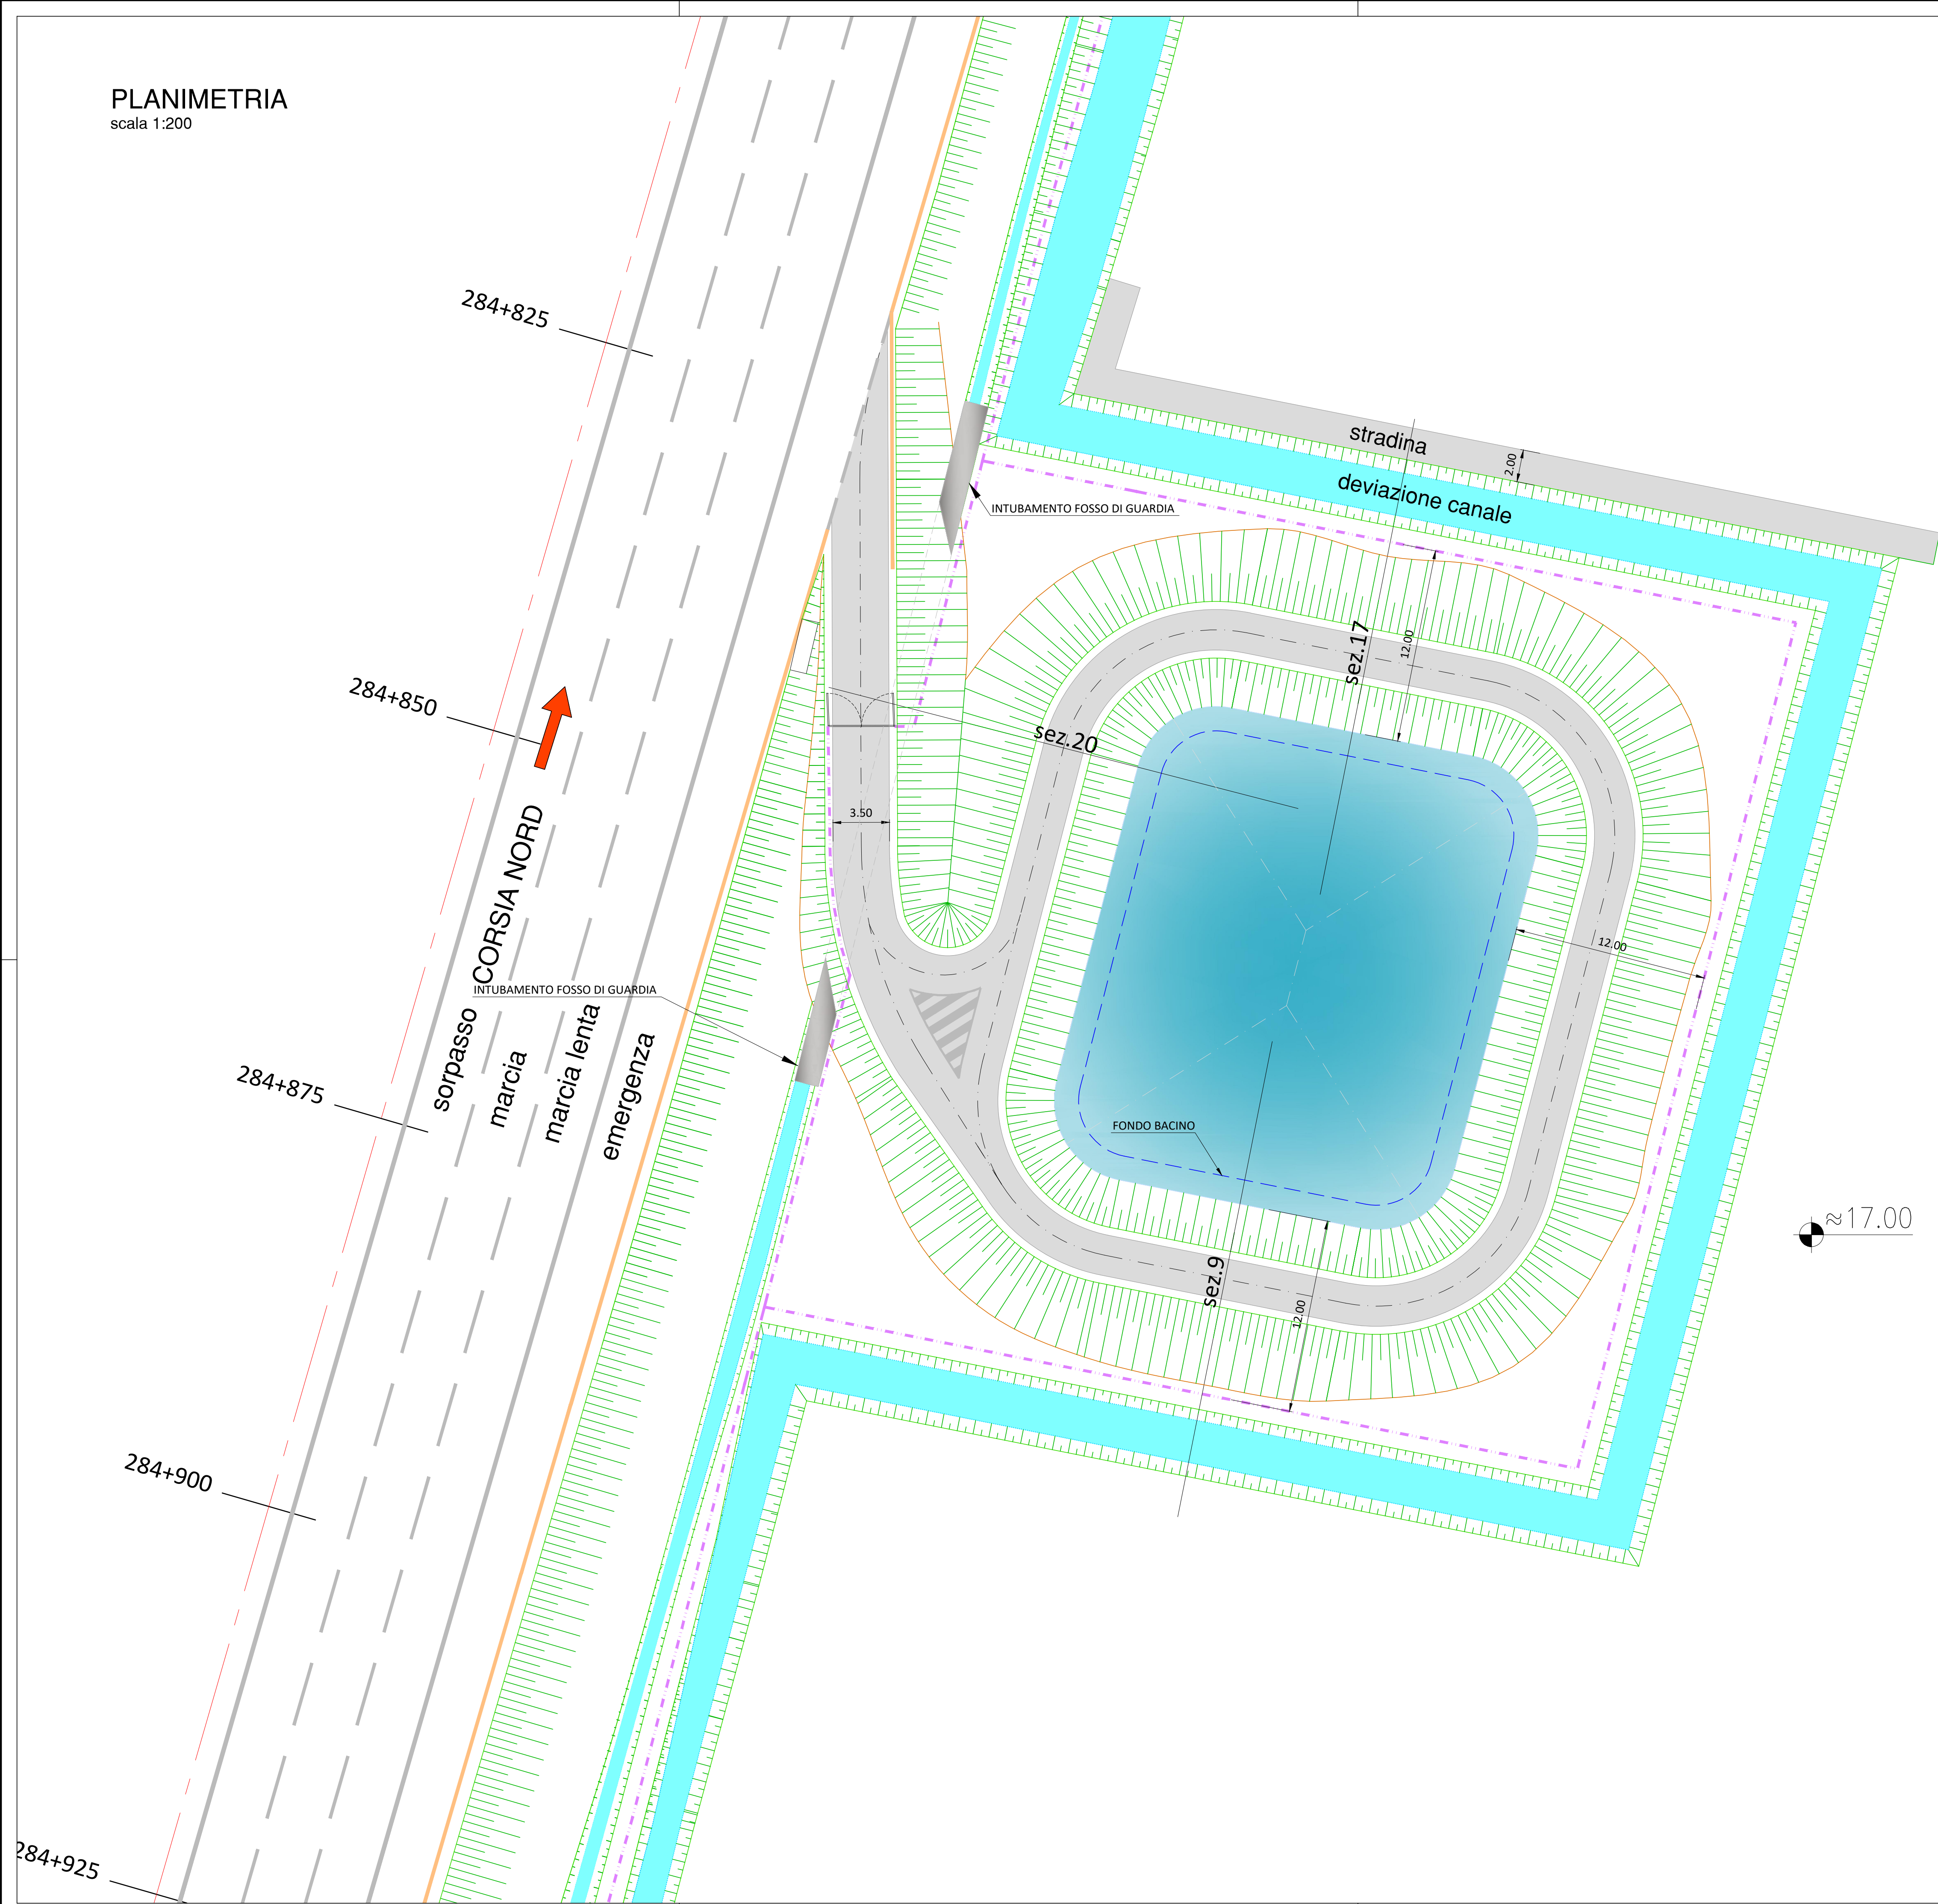 PLANIMETRIA
scala 1:200
284+825
stradina
2.00
deviazione canale
INTUBAMENTO FOSSO DI GUARDIA
sez.17
12.00
284+850
sez.20
3.50
CORSIA NORD
12.00
INTUBAMENTO FOSSO DI GUARDIA
sorpasso
marcia
marcia lenta
emergenza
284+875
FONDO BACINO
≈17.00
sez.9
12.00
284+900
284+925